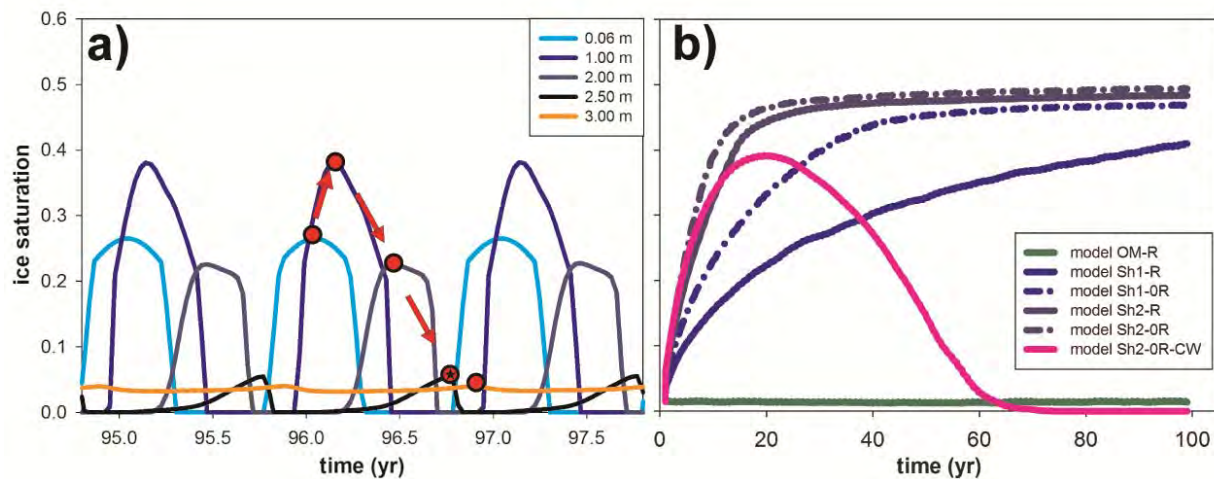 a)
0.6
0.5
0.4
0.3
0.2
0.1
0.0
ice saturation
0.06 m
1.00 m
2.00 m
2.50 m
3.00 m
95.0 95.5 96.0 96.5 97.0 97.5
time (yr)
b)
model OM-R
model Sh1-R
model Sh1-0R
model Sh2-R
model Sh2-0R
model Sh2-0R-CW
0 20 40 60 80 100
time (yr)